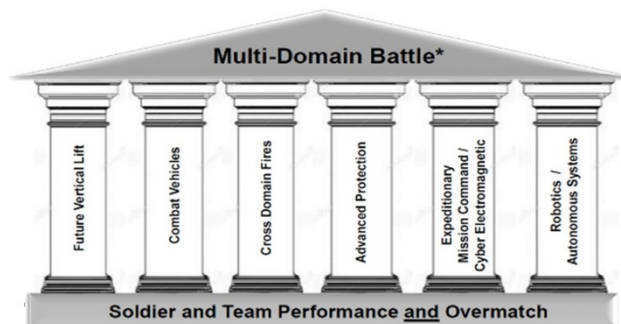 Multi-Domain Battle*
Future Vertical Lift
Combat Vehicles
Cross Domain Fires
Advanced Protection
Expeditionary
Mission Command /
Cyber Electromagnetic
Robotics /
Autonomous Systems
Soldier and Team Performance and Overmatch